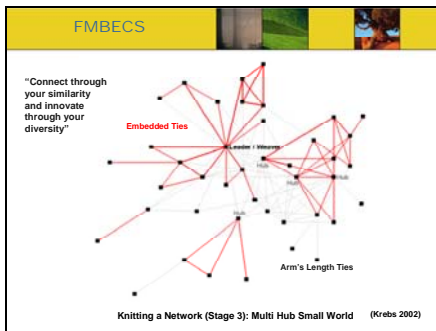 FMBECS
“Connect through
your similarity
and innovate
through your
diversity”
Embedded Ties
Leader / Weaver
Hub
Hub
Hub
Hub
Arm's Length Ties
Knitting a Network (Stage 3): Multi Hub Small World (Krebs 2002)